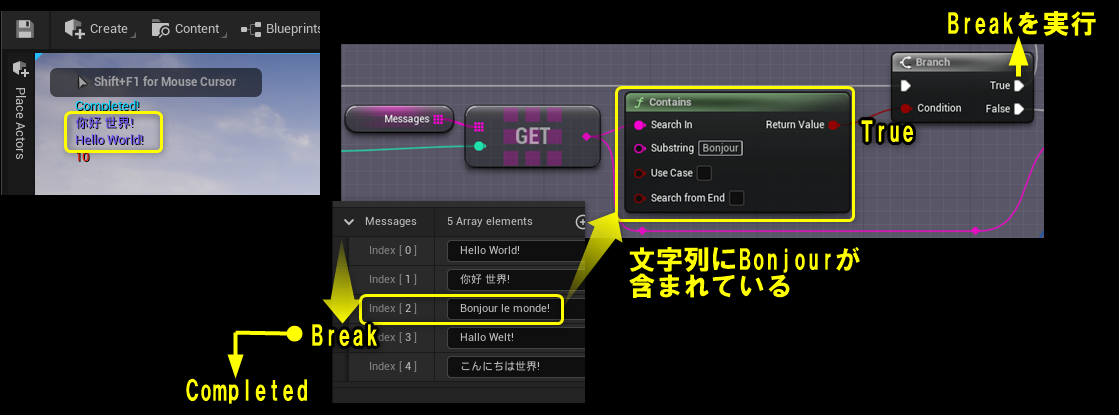 Create
Content
Blueprints
Place Actors
Shift+F1 for Mouse Cursor
Completed!
你好 世界!
Hello World!
10
Breakを実行
Branch
True
Condition
False
Messages
GET
Contains
Search In
Return Value
Substring
Bonjour
Use Case
Search from End
True
文字列にBonjourが
含まれている
Messages
5 Array elements
Index [ 0 ]
Hello World!
Index [ 1 ]
你好 世界!
Index [ 2 ]
Bonjour le monde!
Index [ 3 ]
Hallo Welt!
Index [ 4 ]
こんにちは世界!
Break
Completed